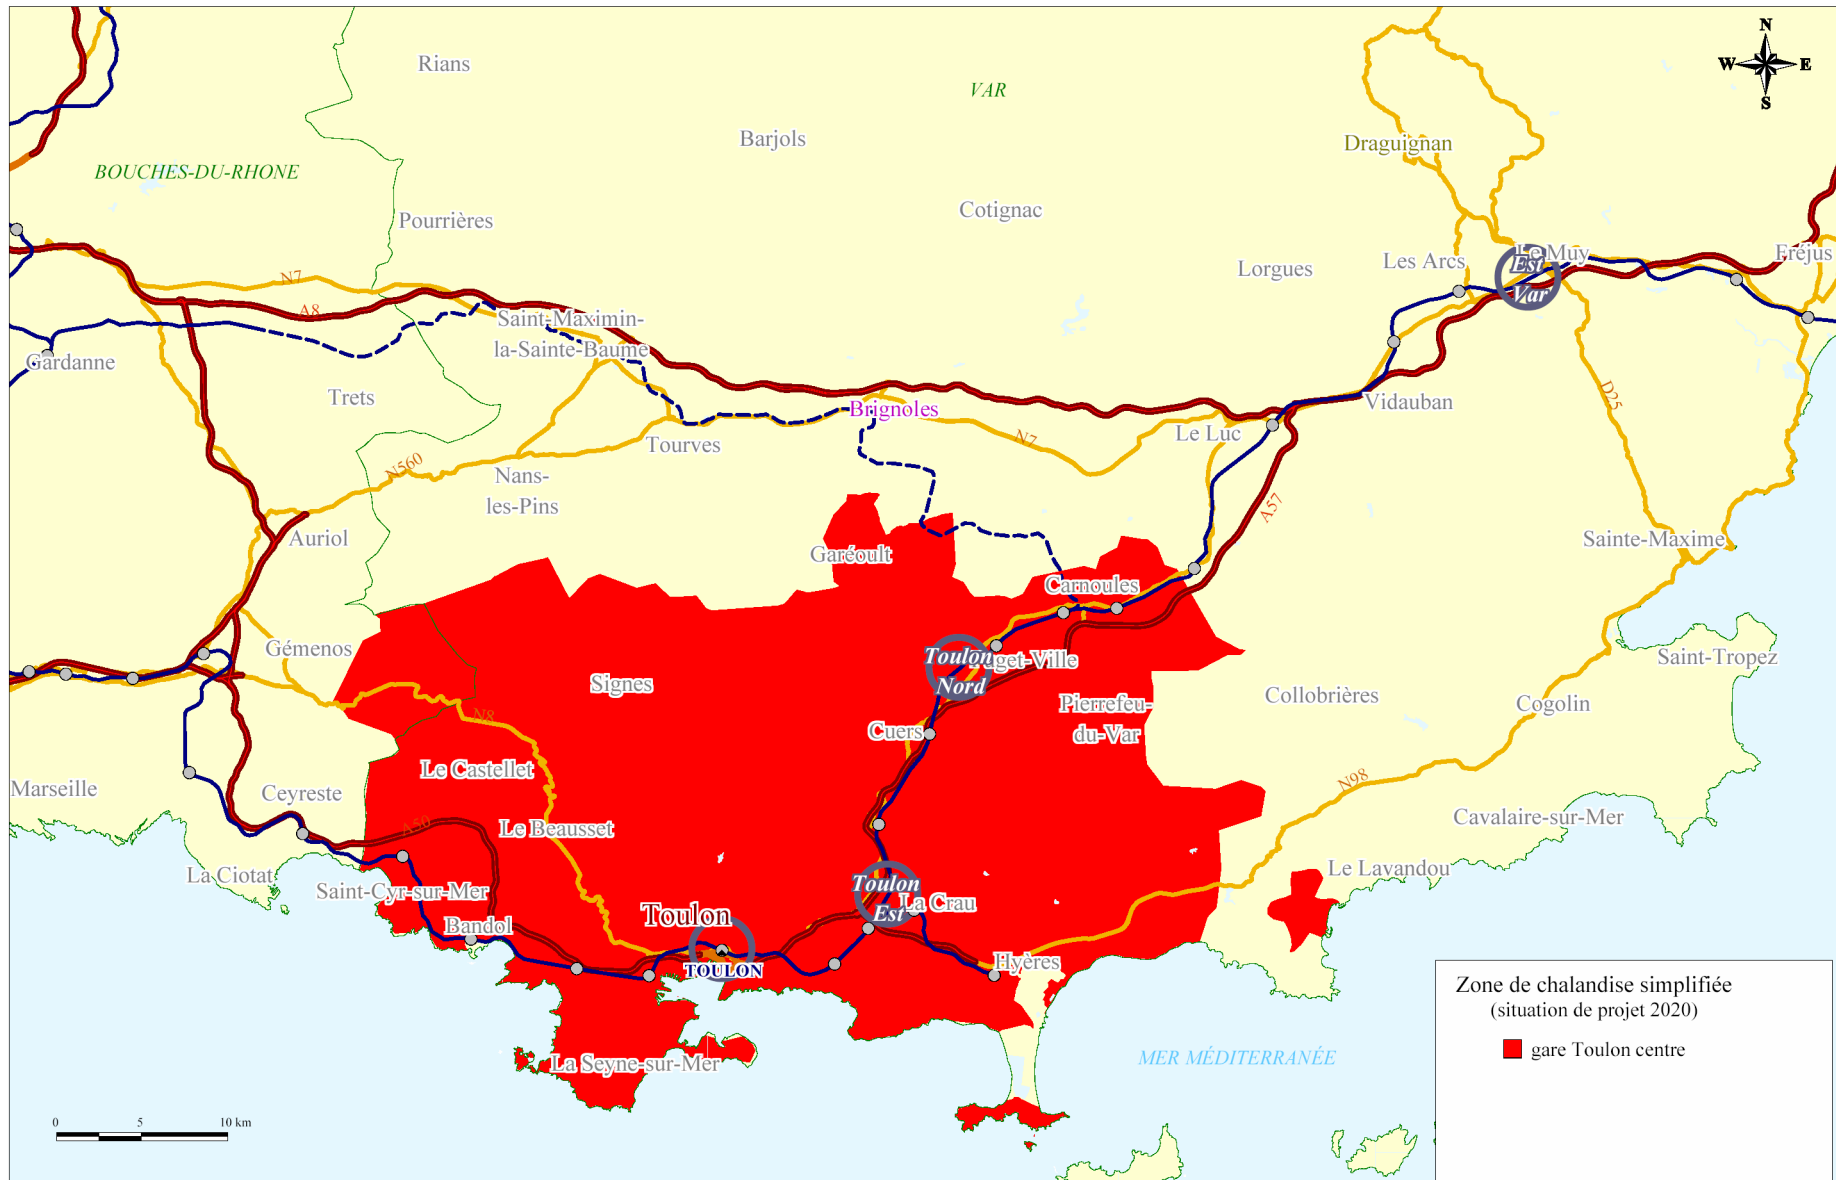 N
W E
S
Rians
VAR
Barjols
Draguignan
BOUCHES-DU-RHONE
Pourrières
Cotignac
Lorgues
Les Arcs
Le Muy
Est
Var
Fréjus
N7
A8
Saint-Maximin-
la-Sainte-Baume
Gardanne
Trets
Brignoles
Vidauban
D25
Tourves
N7
Le Luc
N560
Nans-
les-Pins
A57
Auriol
Garéoult
Sainte-Maxime
Carnoules
Gémenos
Toulon
Nord
Puget-Ville
Saint-Tropez
Signes
Pierrefeu-
du-Var
Collobrières
Cogolin
N8
Cuers
Le Castellet
Marseille
Ceyreste
N98
A50
Le Beausset
Cavalaire-sur-Mer
La Ciotat
Saint-Cyr-sur-Mer
Toulon
Est
La Crau
Le Lavandou
Bandol
Toulon
TOULON
Hyères
La Seyne-sur-Mer
MER MÉDITERRANÉE
Zone de chalandise simplifiée
(situation de projet 2020)
gare Toulon centre
0 5 10 km